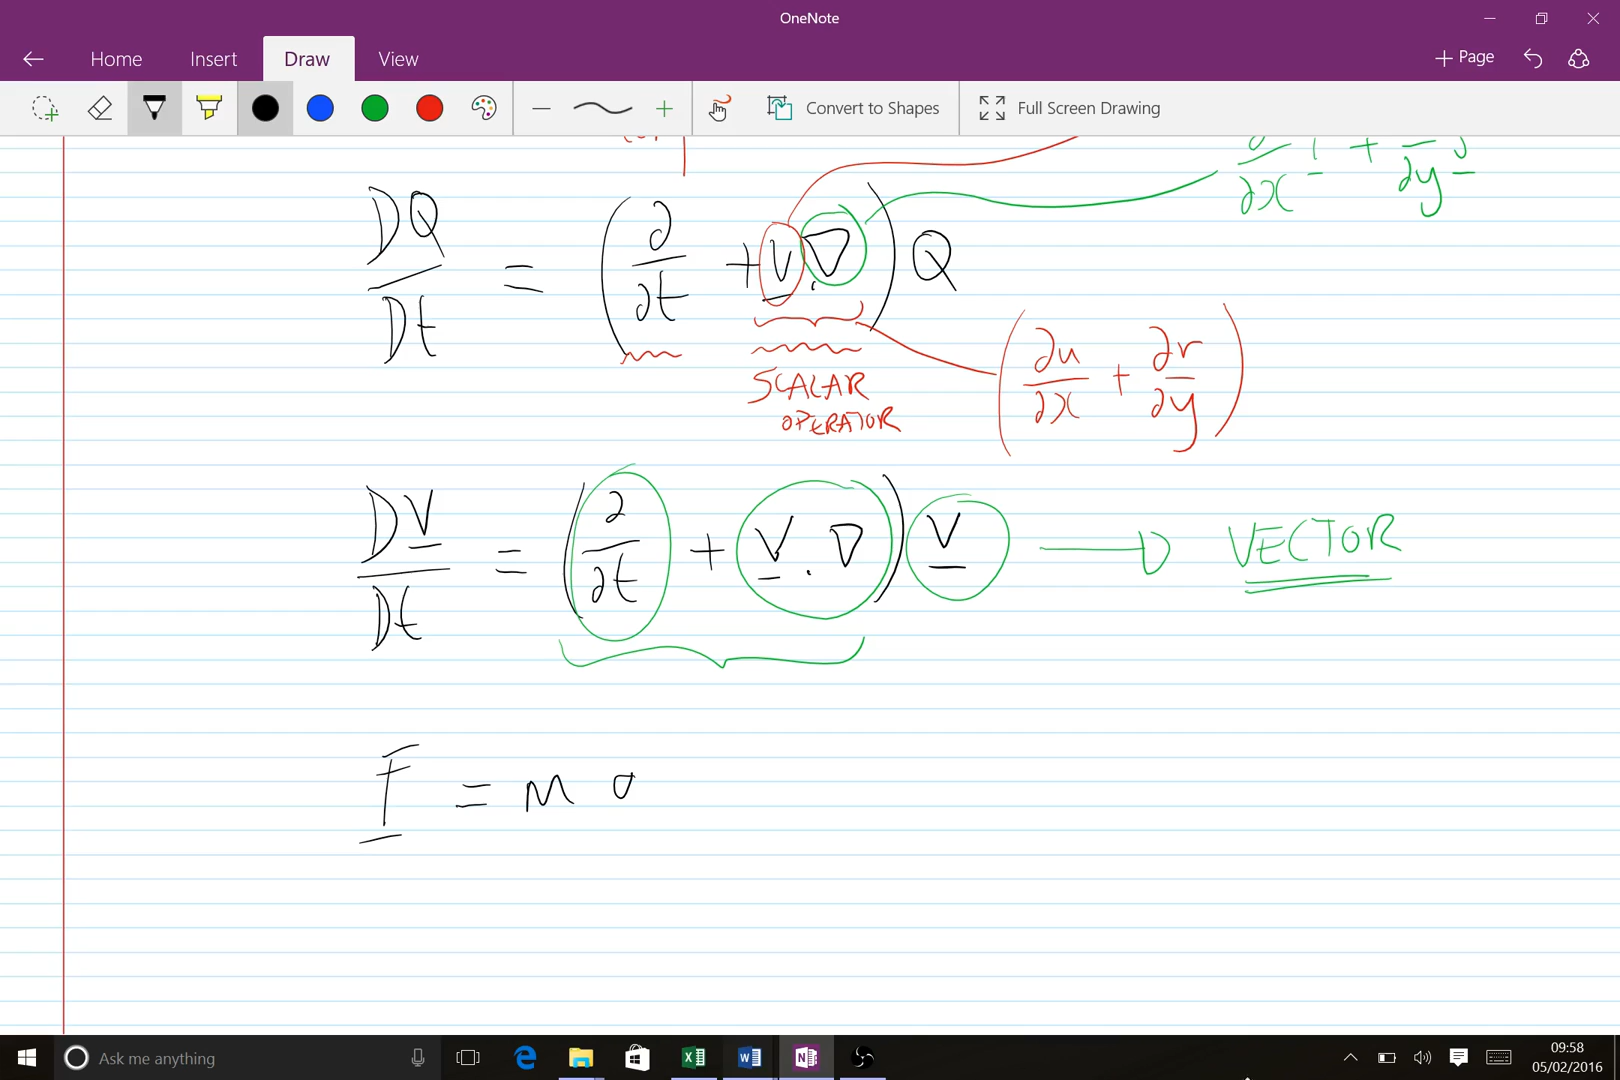 OneNote
Home Insert Draw View
Page
Convert to Shapes Full Screen Drawing
∂/∂x i + ∂/∂y j
DQ/Dt = (∂/∂t + V.∇) Q
SCALAR
OPERATOR
(∂u/∂x + ∂v/∂y)
DV/Dt = (∂/∂t + V.∇) V → VECTOR
F = m a
Ask me anything
09:58
05/02/2016